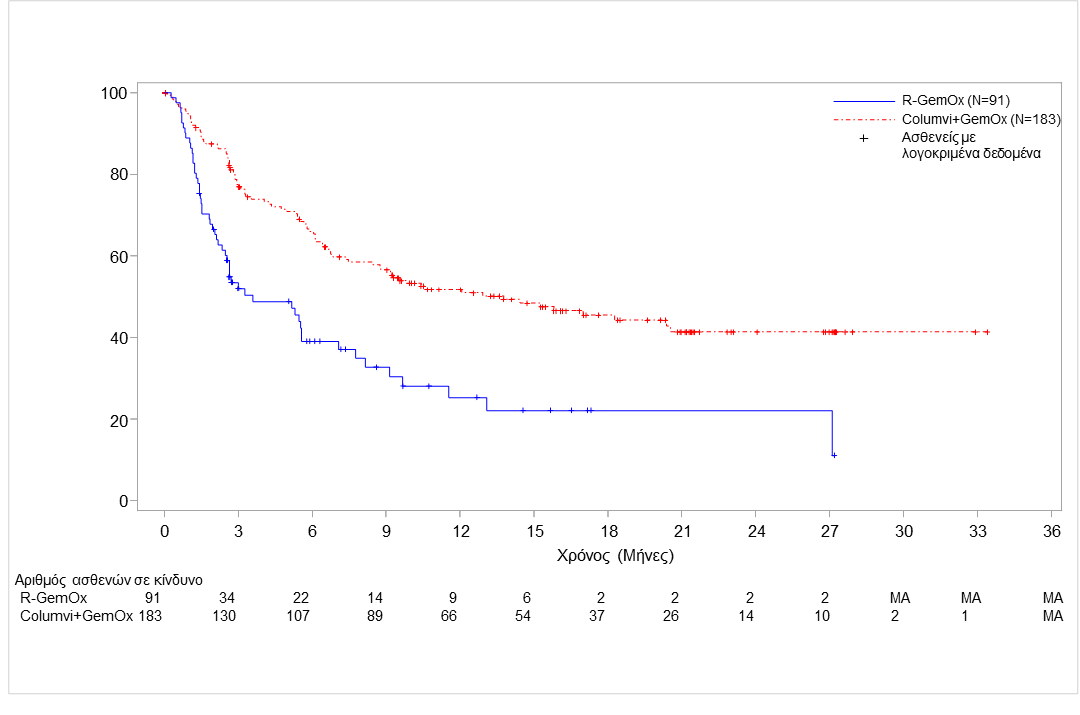 100
80
60
40
20
0
R-GemOx (N=91)
Columvi+GemOx (N=183)
Ασθενείς με
λογοκριμένα δεδομένα
0 3 6 9 12 15 18 21 24 27 30 33 36
Χρόνος (Μήνες)
Αριθμός ασθενών σε κίνδυνο
R-GemOx 91 34 22 14 9 6 2 2 2 2 ΜΑ ΜΑ ΜΑ
Columvi+GemOx 183 130 107 89 66 54 37 26 14 10 2 1 ΜΑ